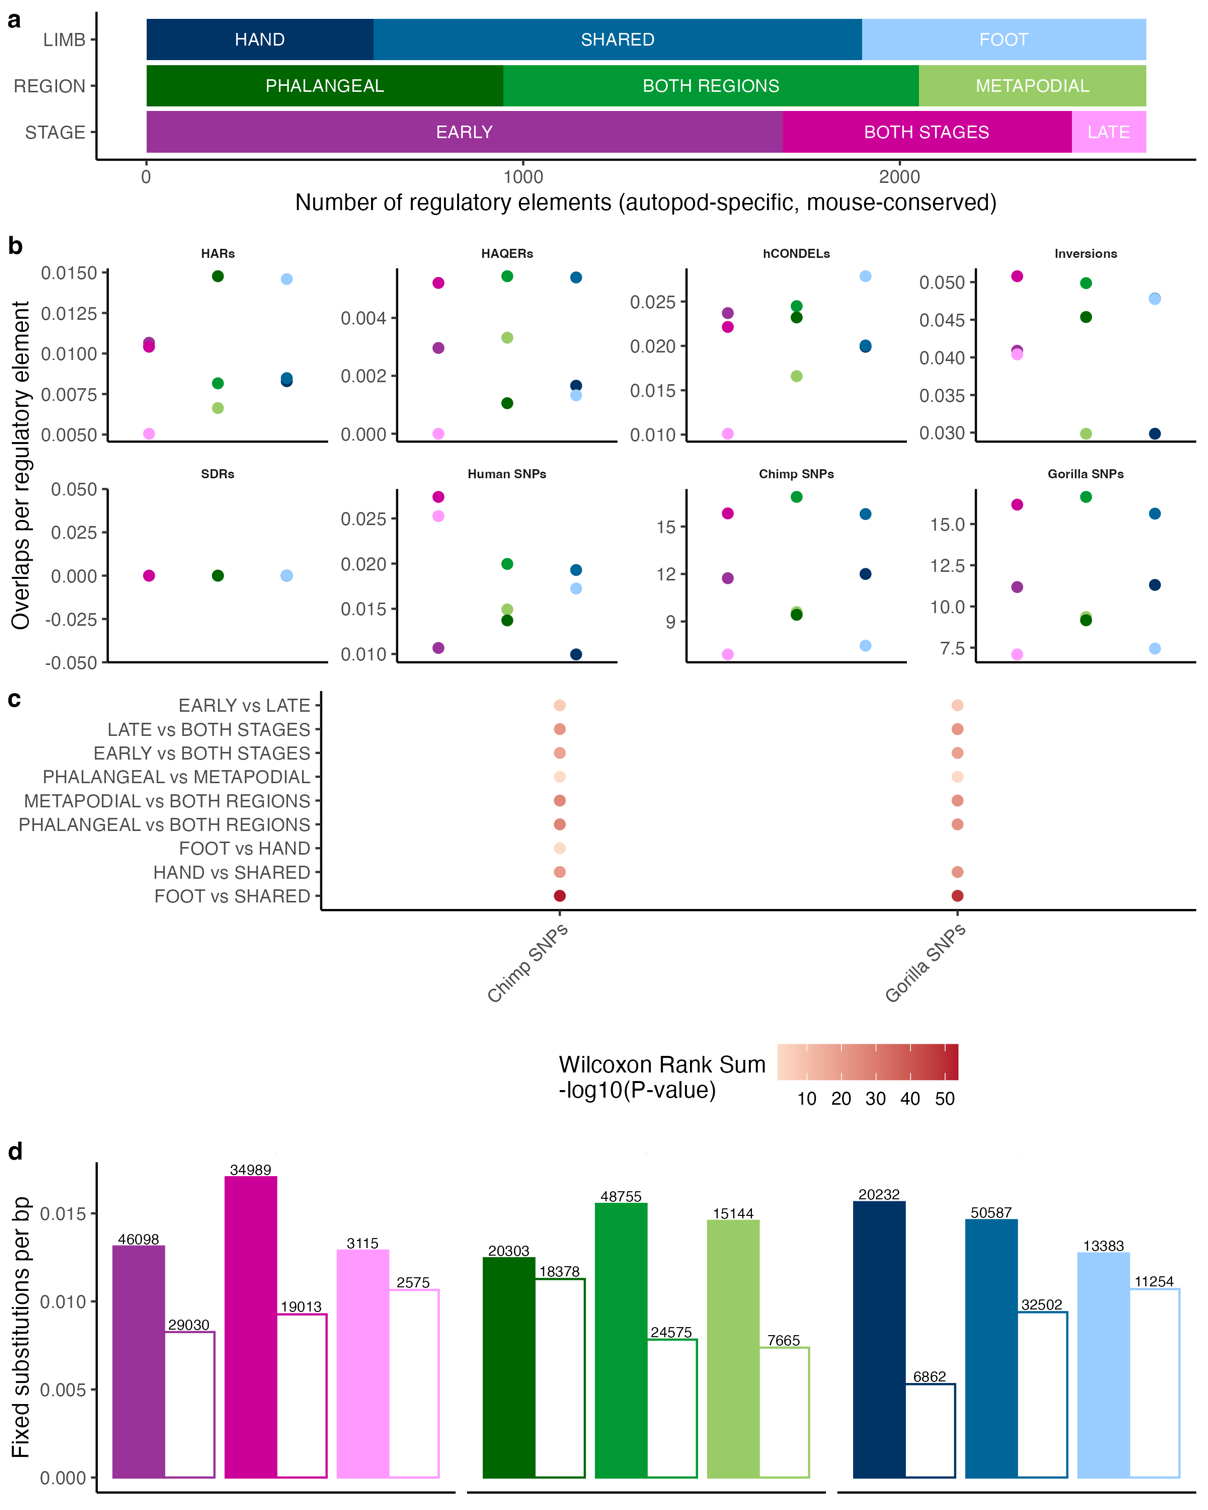 a
LIMB
HAND
SHARED
FOOT
REGION
PHALANGEAL
BOTH REGIONS
METAPODIAL
STAGE
EARLY
BOTH STAGES
LATE
0
1000
2000
Number of regulatory elements (autopod-specific, mouse-conserved)
b
Overlaps per regulatory element
HARs
0.0150
0.0125
0.0100
0.0075
0.0050
HAQERs
0.004
0.002
0.000
hCONDELs
0.025
0.020
0.015
0.010
Inversions
0.050
0.045
0.040
0.035
0.030
SDRs
0.050
0.025
0.000
-0.025
-0.050
Human SNPs
0.025
0.020
0.015
0.010
Chimp SNPs
15
12
9
Gorilla SNPs
15.0
12.5
10.0
7.5
c
EARLY vs LATE
LATE vs BOTH STAGES
EARLY vs BOTH STAGES
PHALANGEAL vs METAPODIAL
METAPODIAL vs BOTH REGIONS
PHALANGEAL vs BOTH REGIONS
FOOT vs HAND
HAND vs SHARED
FOOT vs SHARED
Chimp SNPs
Gorilla SNPs
Wilcoxon Rank Sum
-log10(P-value)
10 20 30 40 50
d
Fixed substitutions per bp
0.015
0.010
0.005
0.000
46098
29030
34989
19013
3115
2575
20303
18378
48755
24575
15144
7665
20232
6862
50587
32502
13383
11254